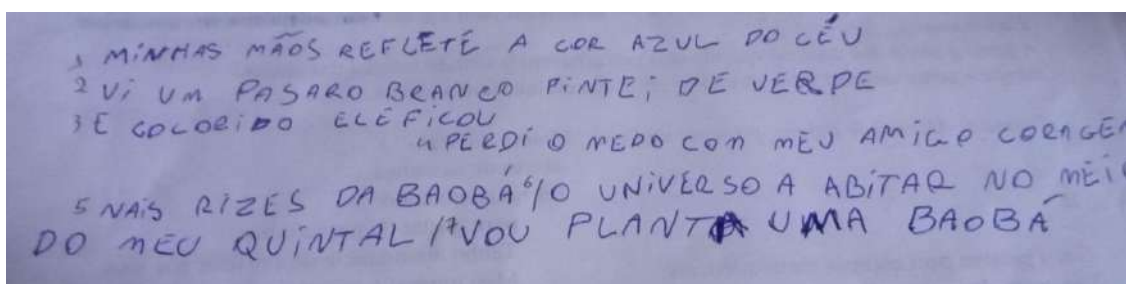 1 MINHAS MÃOS REFLETÉ A COR AZUL DO CÉU
2 Vi UM PASARO BRANCO PINTEi DE VERDE
3 E COLORIDO ELE FICOU
4 PERDI O MEDO COM MEU AMIGO CORAGEM
5 NAIS RIZES DA BAOBÁ 6/O UNIVERSO A ABITAR NO MEIO
DO MEU QUINTAL /7 VOU PLANTA UMA BAOBÁ